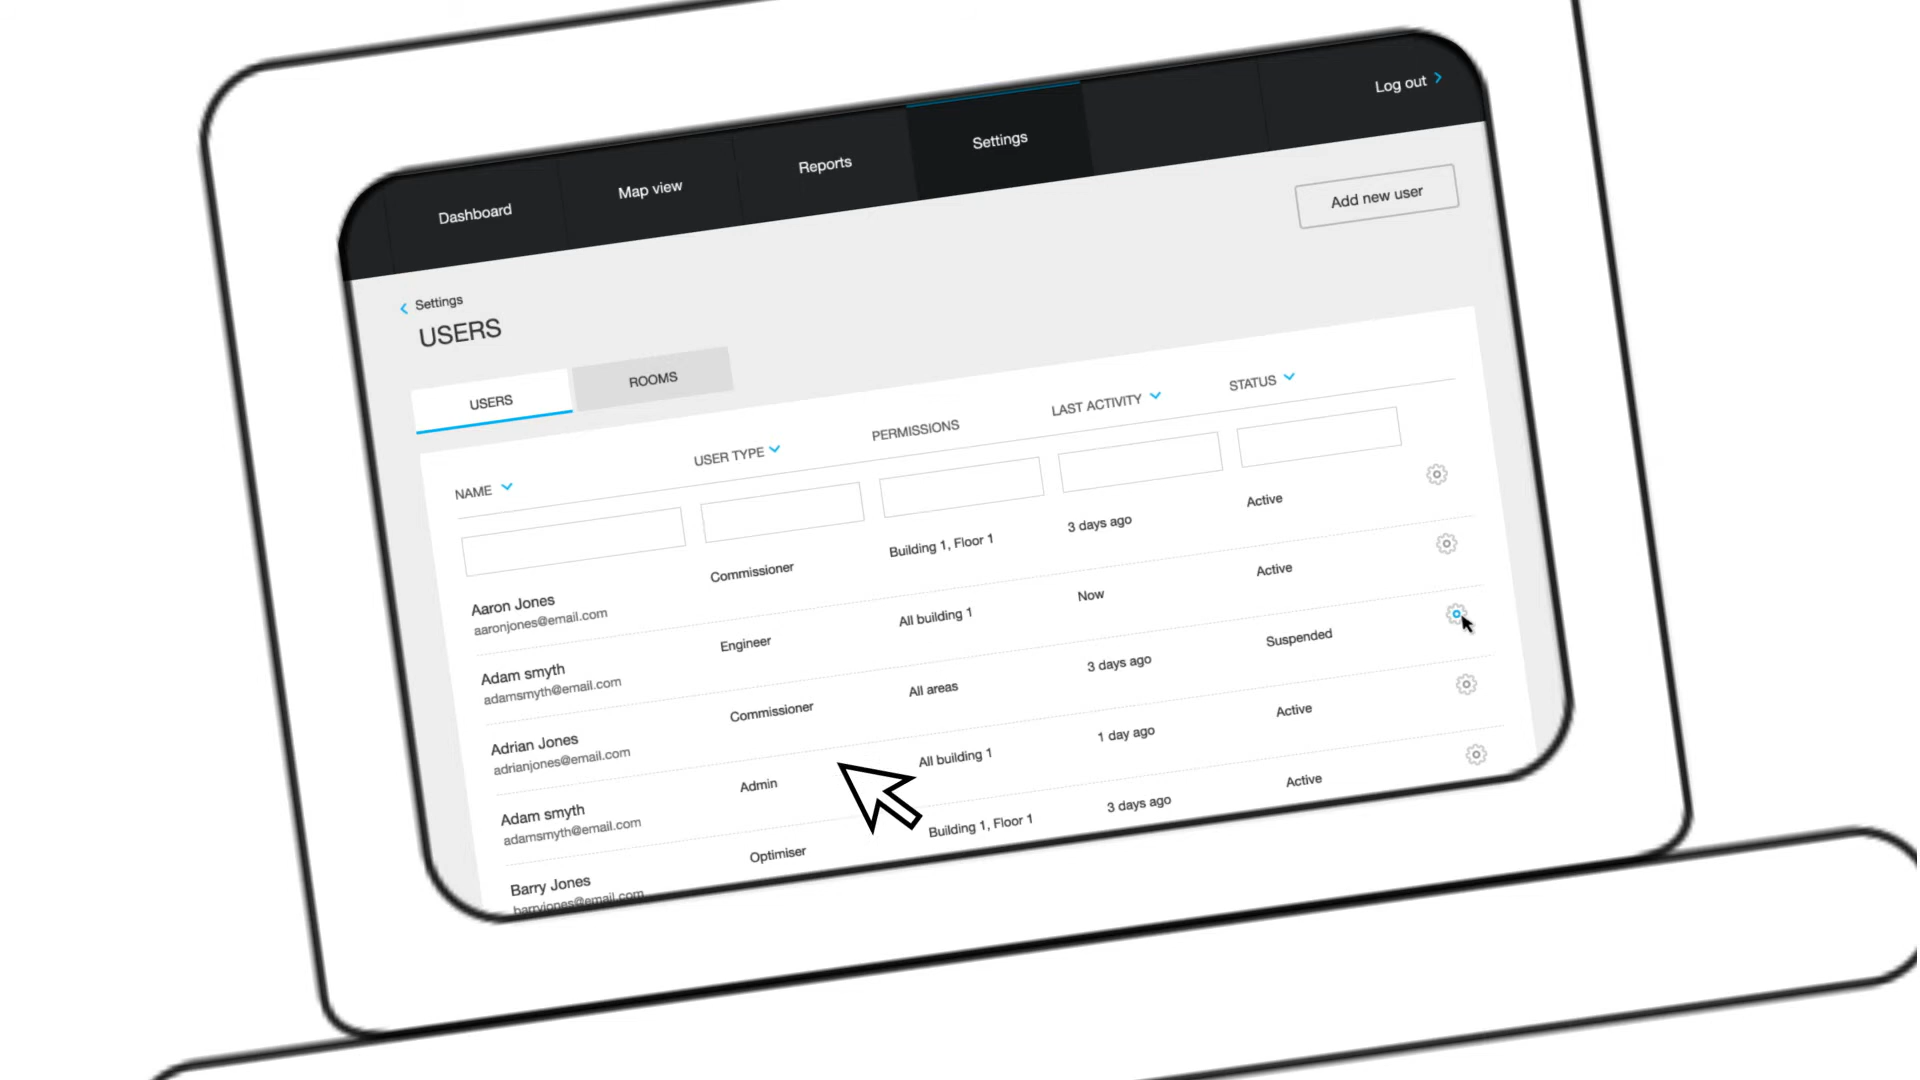 Dashboard
Map view
Reports
Settings
Log out
Add new user
Settings
USERS
USERS
ROOMS
NAME
USER TYPE
PERMISSIONS
LAST ACTIVITY
STATUS
Aaron Jones
aaronjones@email.com
Commissioner
Building 1, Floor 1
3 days ago
Active
Adam smyth
adamsmyth@email.com
Engineer
All building 1
Now
Active
Adrian Jones
adrianjones@email.com
Commissioner
All areas
3 days ago
Suspended
Adam smyth
adamsmyth@email.com
Admin
All building 1
1 day ago
Active
Barry Jones
barryjones@email.com
Optimiser
Building 1, Floor 1
3 days ago
Active